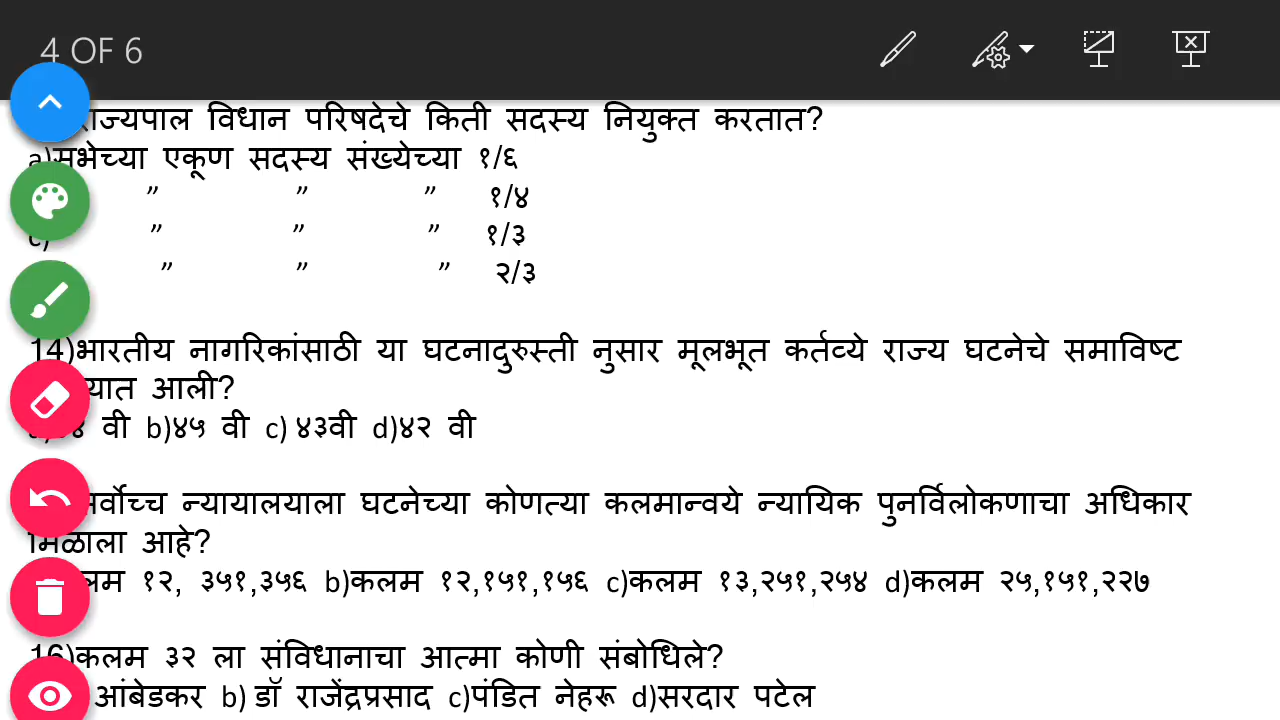 4 OF 6
राज्यपाल विधान परिषदेचे किती सदस्य नियुक्त करतात?
a)सभेच्या एकूण सदस्य संख्येच्या १/६
” ” ” १/४
c) ” ” ” १/३
” ” ” २/३
14)भारतीय नागरिकांसाठी या घटनादुरुस्ती नुसार मूलभूत कर्तव्ये राज्य घटनेचे समाविष्ट
आली?
वी b)४५ वी c) ४३वी d)४२ वी
सर्वोच्च न्यायालयाला घटनेच्या कोणत्या कलमान्वये न्यायिक पुनर्विलोकणाचा अधिकार
मिळाला आहे?
१२, ३५१,३५६ b)कलम १२,१५१,१५६ c)कलम १३,२५१,२५४ d)कलम २५,१५१,२२७
16)कलम ३२ ला संविधानाचा आत्मा कोणी संबोधिले?
आंबेडकर b) डॉ राजेंद्रप्रसाद c)पंडित नेहरू d)सरदार पटेल